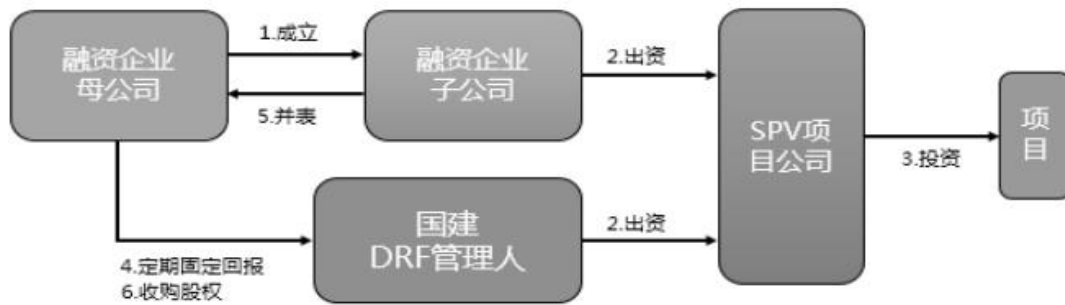 融资企业
母公司
1.成立
5.并表
融资企业
子公司
2.出资
SPV项
目公司
3.投资
项
目
国建
DRF管理人
2.出资
4.定期固定回报
6.收购股权